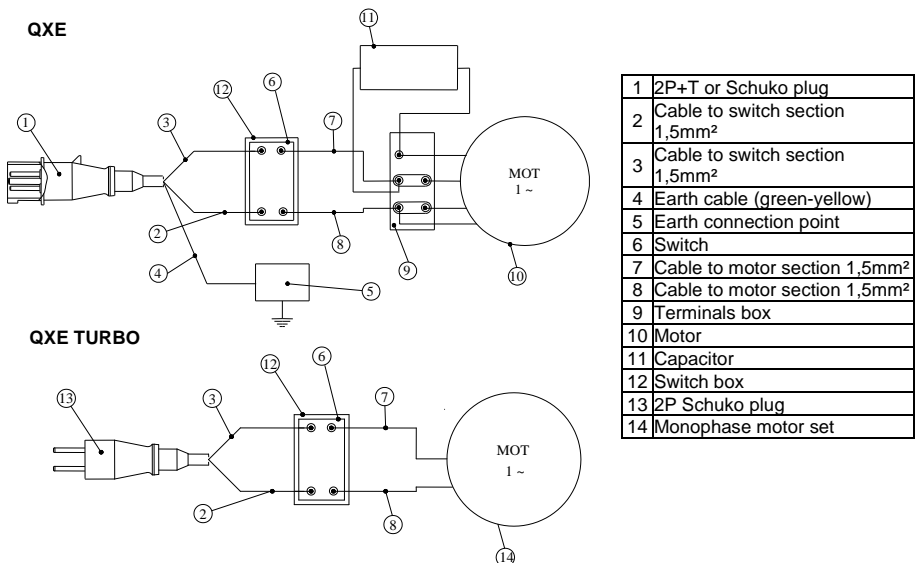 QXE
11
6
12
7
3
1
MOT
1 ~
2
8
9
10
4
5
QXE TURBO
12
6
13
3
7
MOT
1 ~
2
8
14
1 2P+T or Schuko plug
2 Cable to switch section
1,5mm²
3 Cable to switch section
1,5mm²
4 Earth cable (green-yellow)
5 Earth connection point
6 Switch
7 Cable to motor section 1,5mm²
8 Cable to motor section 1,5mm²
9 Terminals box
10 Motor
11 Capacitor
12 Switch box
13 2P Schuko plug
14 Monophase motor set